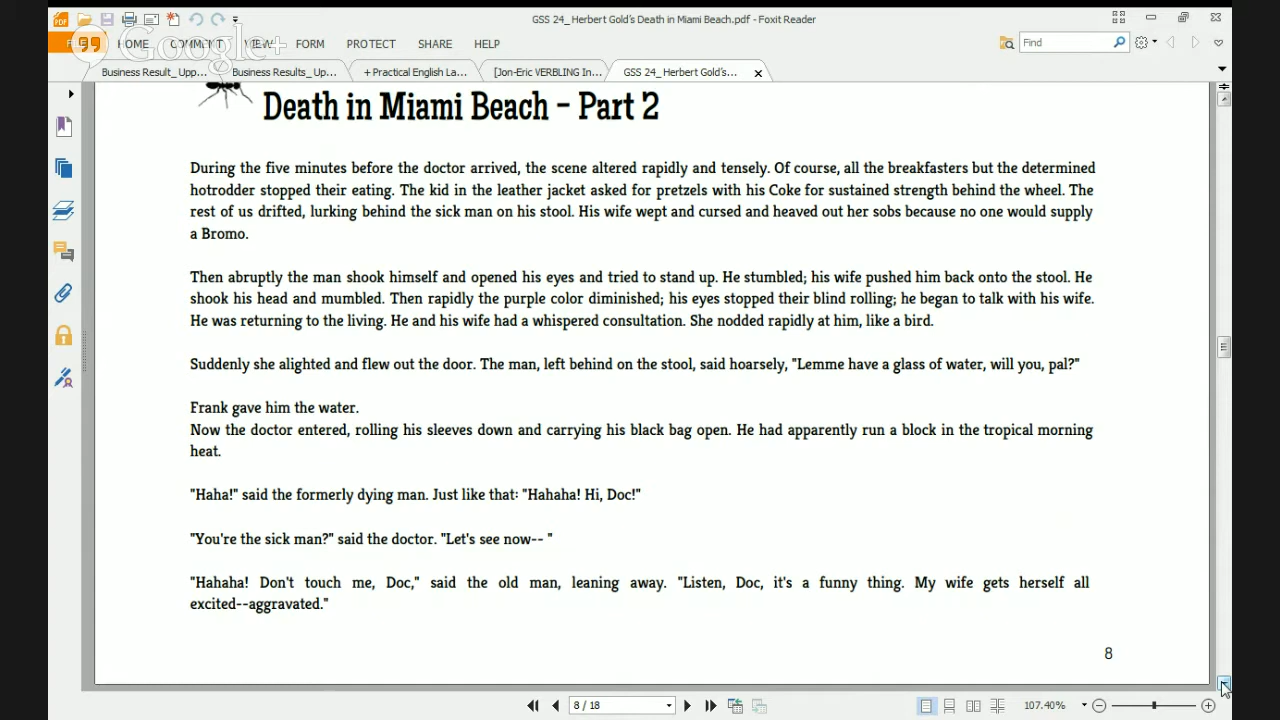 GSS 24_ Herbert Gold's Death in Miami Beach.pdf - Foxit Reader
HOME COMMENT VIEW FORM PROTECT SHARE HELP
Google+
Find
Business Result_ Upp... Business Results_ Up... + Practical English La... [Jon-Eric VERBLING In... GSS 24_ Herbert Gold's...
Death in Miami Beach – Part 2
During the five minutes before the doctor arrived, the scene altered rapidly and tensely. Of course, all the breakfasters but the determined
hotrodder stopped their eating. The kid in the leather jacket asked for pretzels with his Coke for sustained strength behind the wheel. The
rest of us drifted, lurking behind the sick man on his stool. His wife wept and cursed and heaved out her sobs because no one would supply
a Bromo.
Then abruptly the man shook himself and opened his eyes and tried to stand up. He stumbled; his wife pushed him back onto the stool. He
shook his head and mumbled. Then rapidly the purple color diminished; his eyes stopped their blind rolling; he began to talk with his wife.
He was returning to the living. He and his wife had a whispered consultation. She nodded rapidly at him, like a bird.
Suddenly she alighted and flew out the door. The man, left behind on the stool, said hoarsely, "Lemme have a glass of water, will you, pal?"
Frank gave him the water.
Now the doctor entered, rolling his sleeves down and carrying his black bag open. He had apparently run a block in the tropical morning
heat.
"Haha!" said the formerly dying man. Just like that: "Hahaha! Hi, Doc!"
"You're the sick man?" said the doctor. "Let's see now-- "
"Hahaha! Don't touch me, Doc," said the old man, leaning away. "Listen, Doc, it's a funny thing. My wife gets herself all
excited--aggravated."
8
8 / 18
107.40%